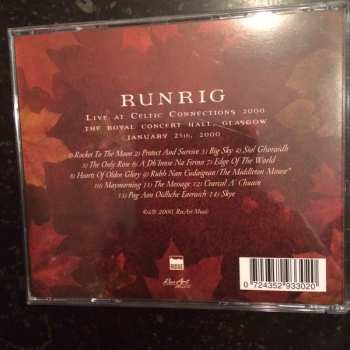 RUNRIG
LIVE AT CELTIC CONNECTIONS 2000
THE ROYAL CONCERT HALL, GLASGOW
JANUARY 25th, 2000
1•Rocket To The Moon 2•Protect And Survive 3•Big Sky 4•Siol Ghoraidh
5•The Only Rose 6•A Dh'innse Na Firinn 7•Edge Of The World
8•Hearts Of Olden Glory 9•Rubh Nan Cudaigean/The Middleton Mouse
10•Maymorning 11•The Message 12•Cearcal A' Chuain
13•Pog Aon Oidhche Earraich 14•Skye
2000 RecArt Music
RecArt
0 724352 933020